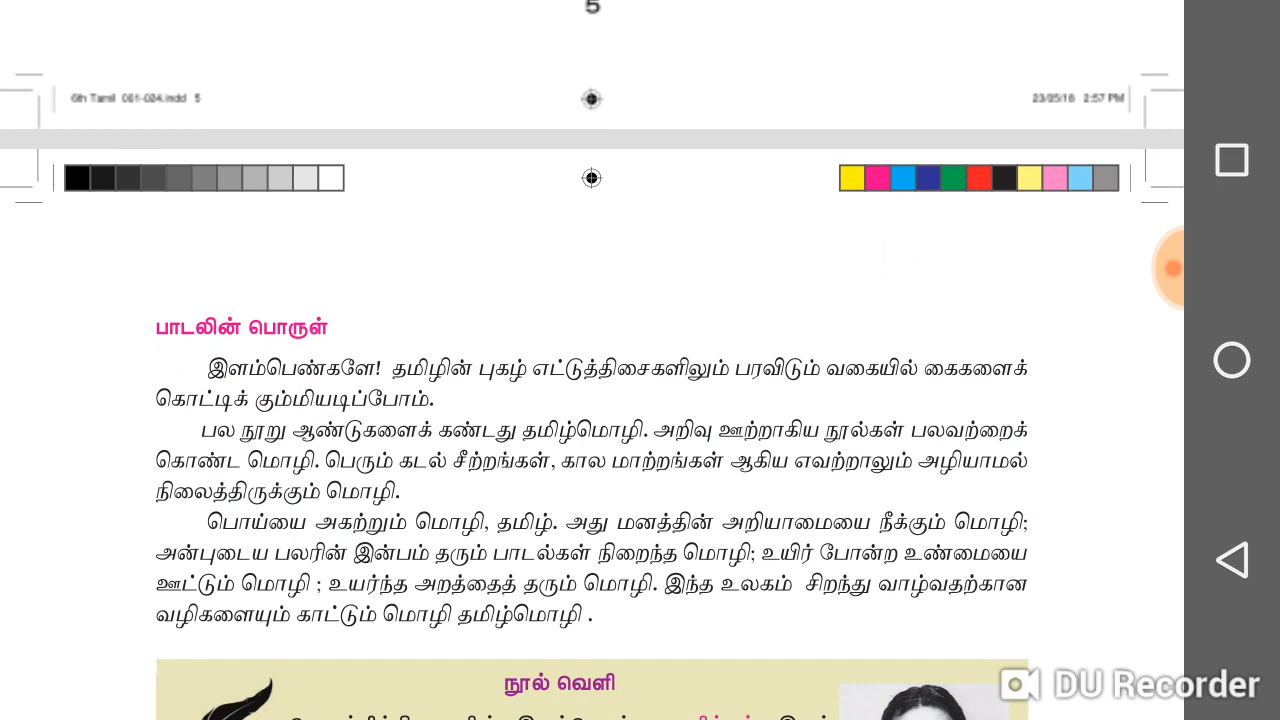 5
6th Tamil 001-024.indd 5
23/05/18 2:57 PM
பாடலின் பொருள்
இளம்பெண்களே! தமிழின் புகழ் எட்டுத்திசைகளிலும் பரவிடும் வகையில் கைகளைக்
கொட்டிக் கும்மியடிப்போம்.
பல நூறு ஆண்டுகளைக் கண்டது தமிழ்மொழி. அறிவு ஊற்றாகிய நூல்கள் பலவற்றைக்
கொண்ட மொழி. பெரும் கடல் சீற்றங்கள், கால மாற்றங்கள் ஆகிய எவற்றாலும் அழியாமல்
நிலைத்திருக்கும் மொழி.
பொய்யை அகற்றும் மொழி, தமிழ். அது மனத்தின் அறியாமையை நீக்கும் மொழி;
அன்புடைய பலரின் இன்பம் தரும் பாடல்கள் நிறைந்த மொழி; உயிர் போன்ற உண்மையை
ஊட்டும் மொழி ; உயர்ந்த அறத்தைத் தரும் மொழி. இந்த உலகம் சிறந்து வாழ்வதற்கான
வழிகளையும் காட்டும் மொழி தமிழ்மொழி .
நூல் வெளி
DU Recorder